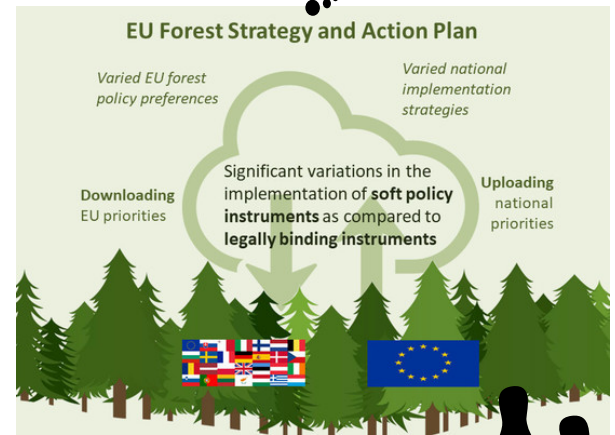 EU Forest Strategy and Action Plan
Varied EU forest
policy preferences
Varied national
implementation
strategies
Significant variations in the
implementation of soft policy
instruments as compared to
legally binding instruments
Downloading
EU priorities
Uploading
national
priorities